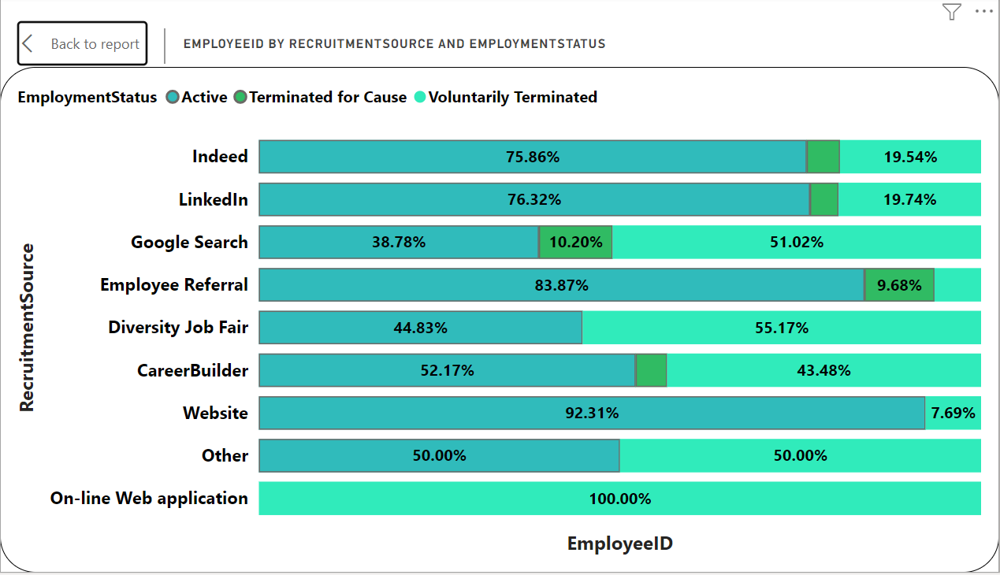 Back to report
EMPLOYEEID BY RECRUITMENTSOURCE AND EMPLOYMENTSTATUS
EmploymentStatus Active Terminated for Cause Voluntarily Terminated
RecruitmentSource
Indeed 75.86% 19.54%
LinkedIn 76.32% 19.74%
Google Search 38.78% 10.20% 51.02%
Employee Referral 83.87% 9.68%
Diversity Job Fair 44.83% 55.17%
CareerBuilder 52.17% 43.48%
Website 92.31% 7.69%
Other 50.00% 50.00%
On-line Web application 100.00%
EmployeeID